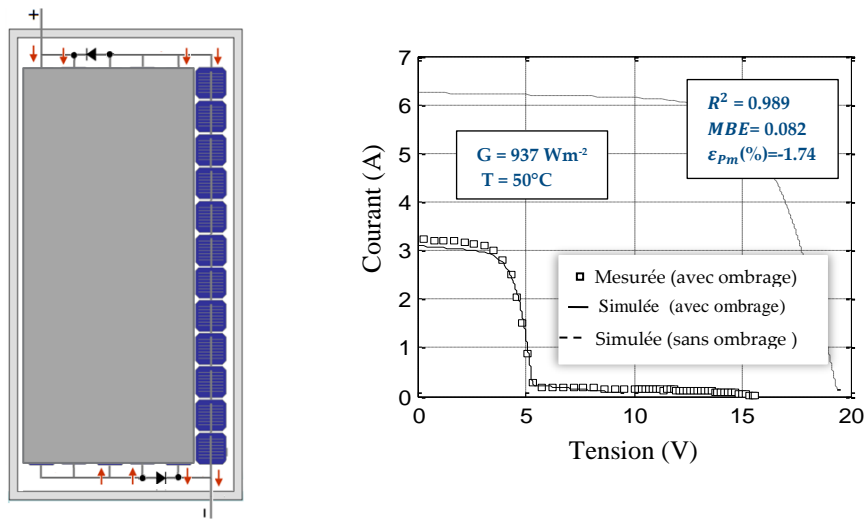 +
−
7
6
5
4
3
2
1
0
0
5
10
15
20
Courant (A)
Tension (V)
G = 937 Wm⁻²
T = 50°C
R² = 0.989
MBE= 0.082
εPm(%)=-1.74
Mesurée (avec ombrage)
Simulée (avec ombrage)
Simulée (sans ombrage )